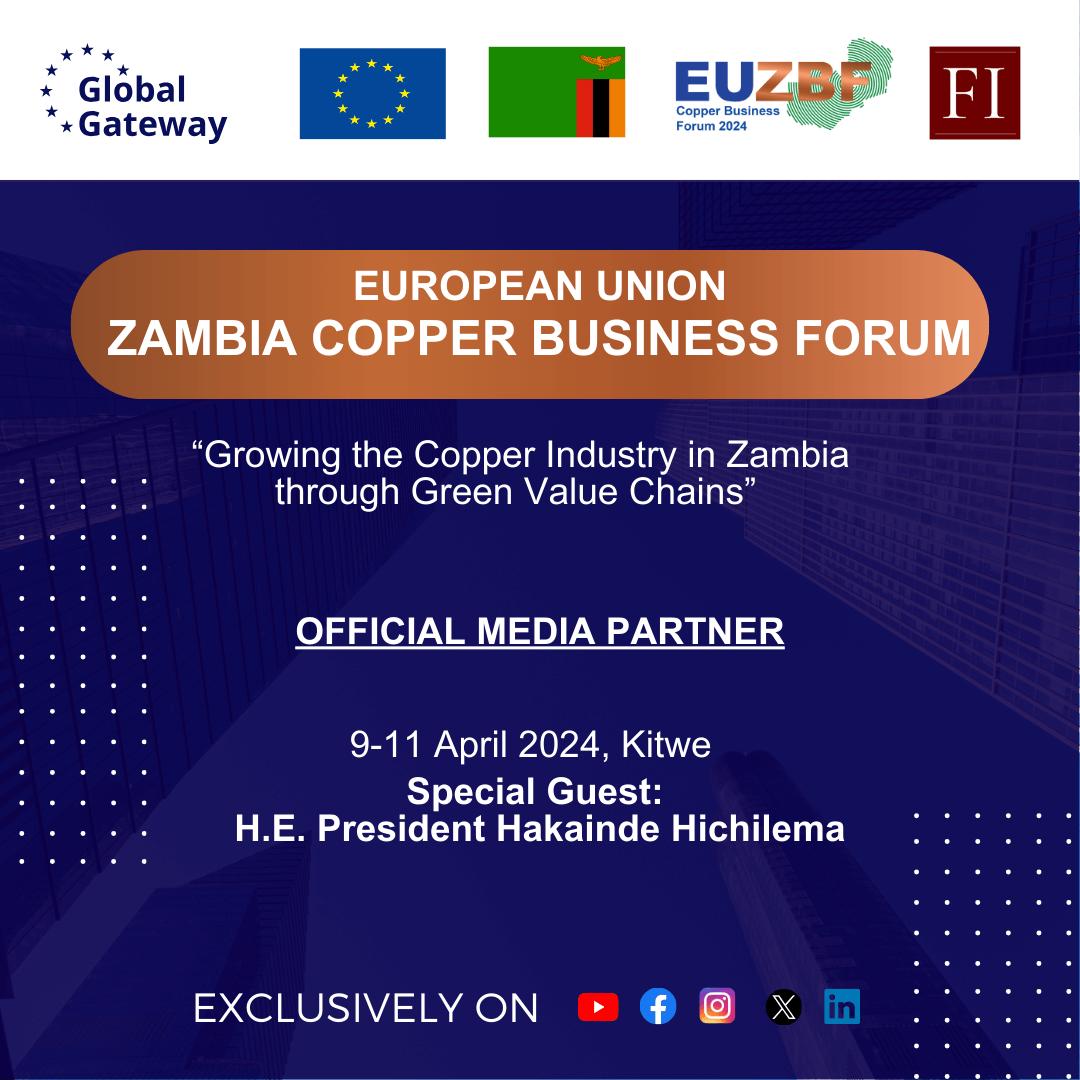 Global
Gateway
EUZBF
Copper Business
Forum 2024
FI
EUROPEAN UNION
ZAMBIA COPPER BUSINESS FORUM
“Growing the Copper Industry in Zambia
through Green Value Chains”
OFFICIAL MEDIA PARTNER
9-11 April 2024, Kitwe
Special Guest:
H.E. President Hakainde Hichilema
EXCLUSIVELY ON